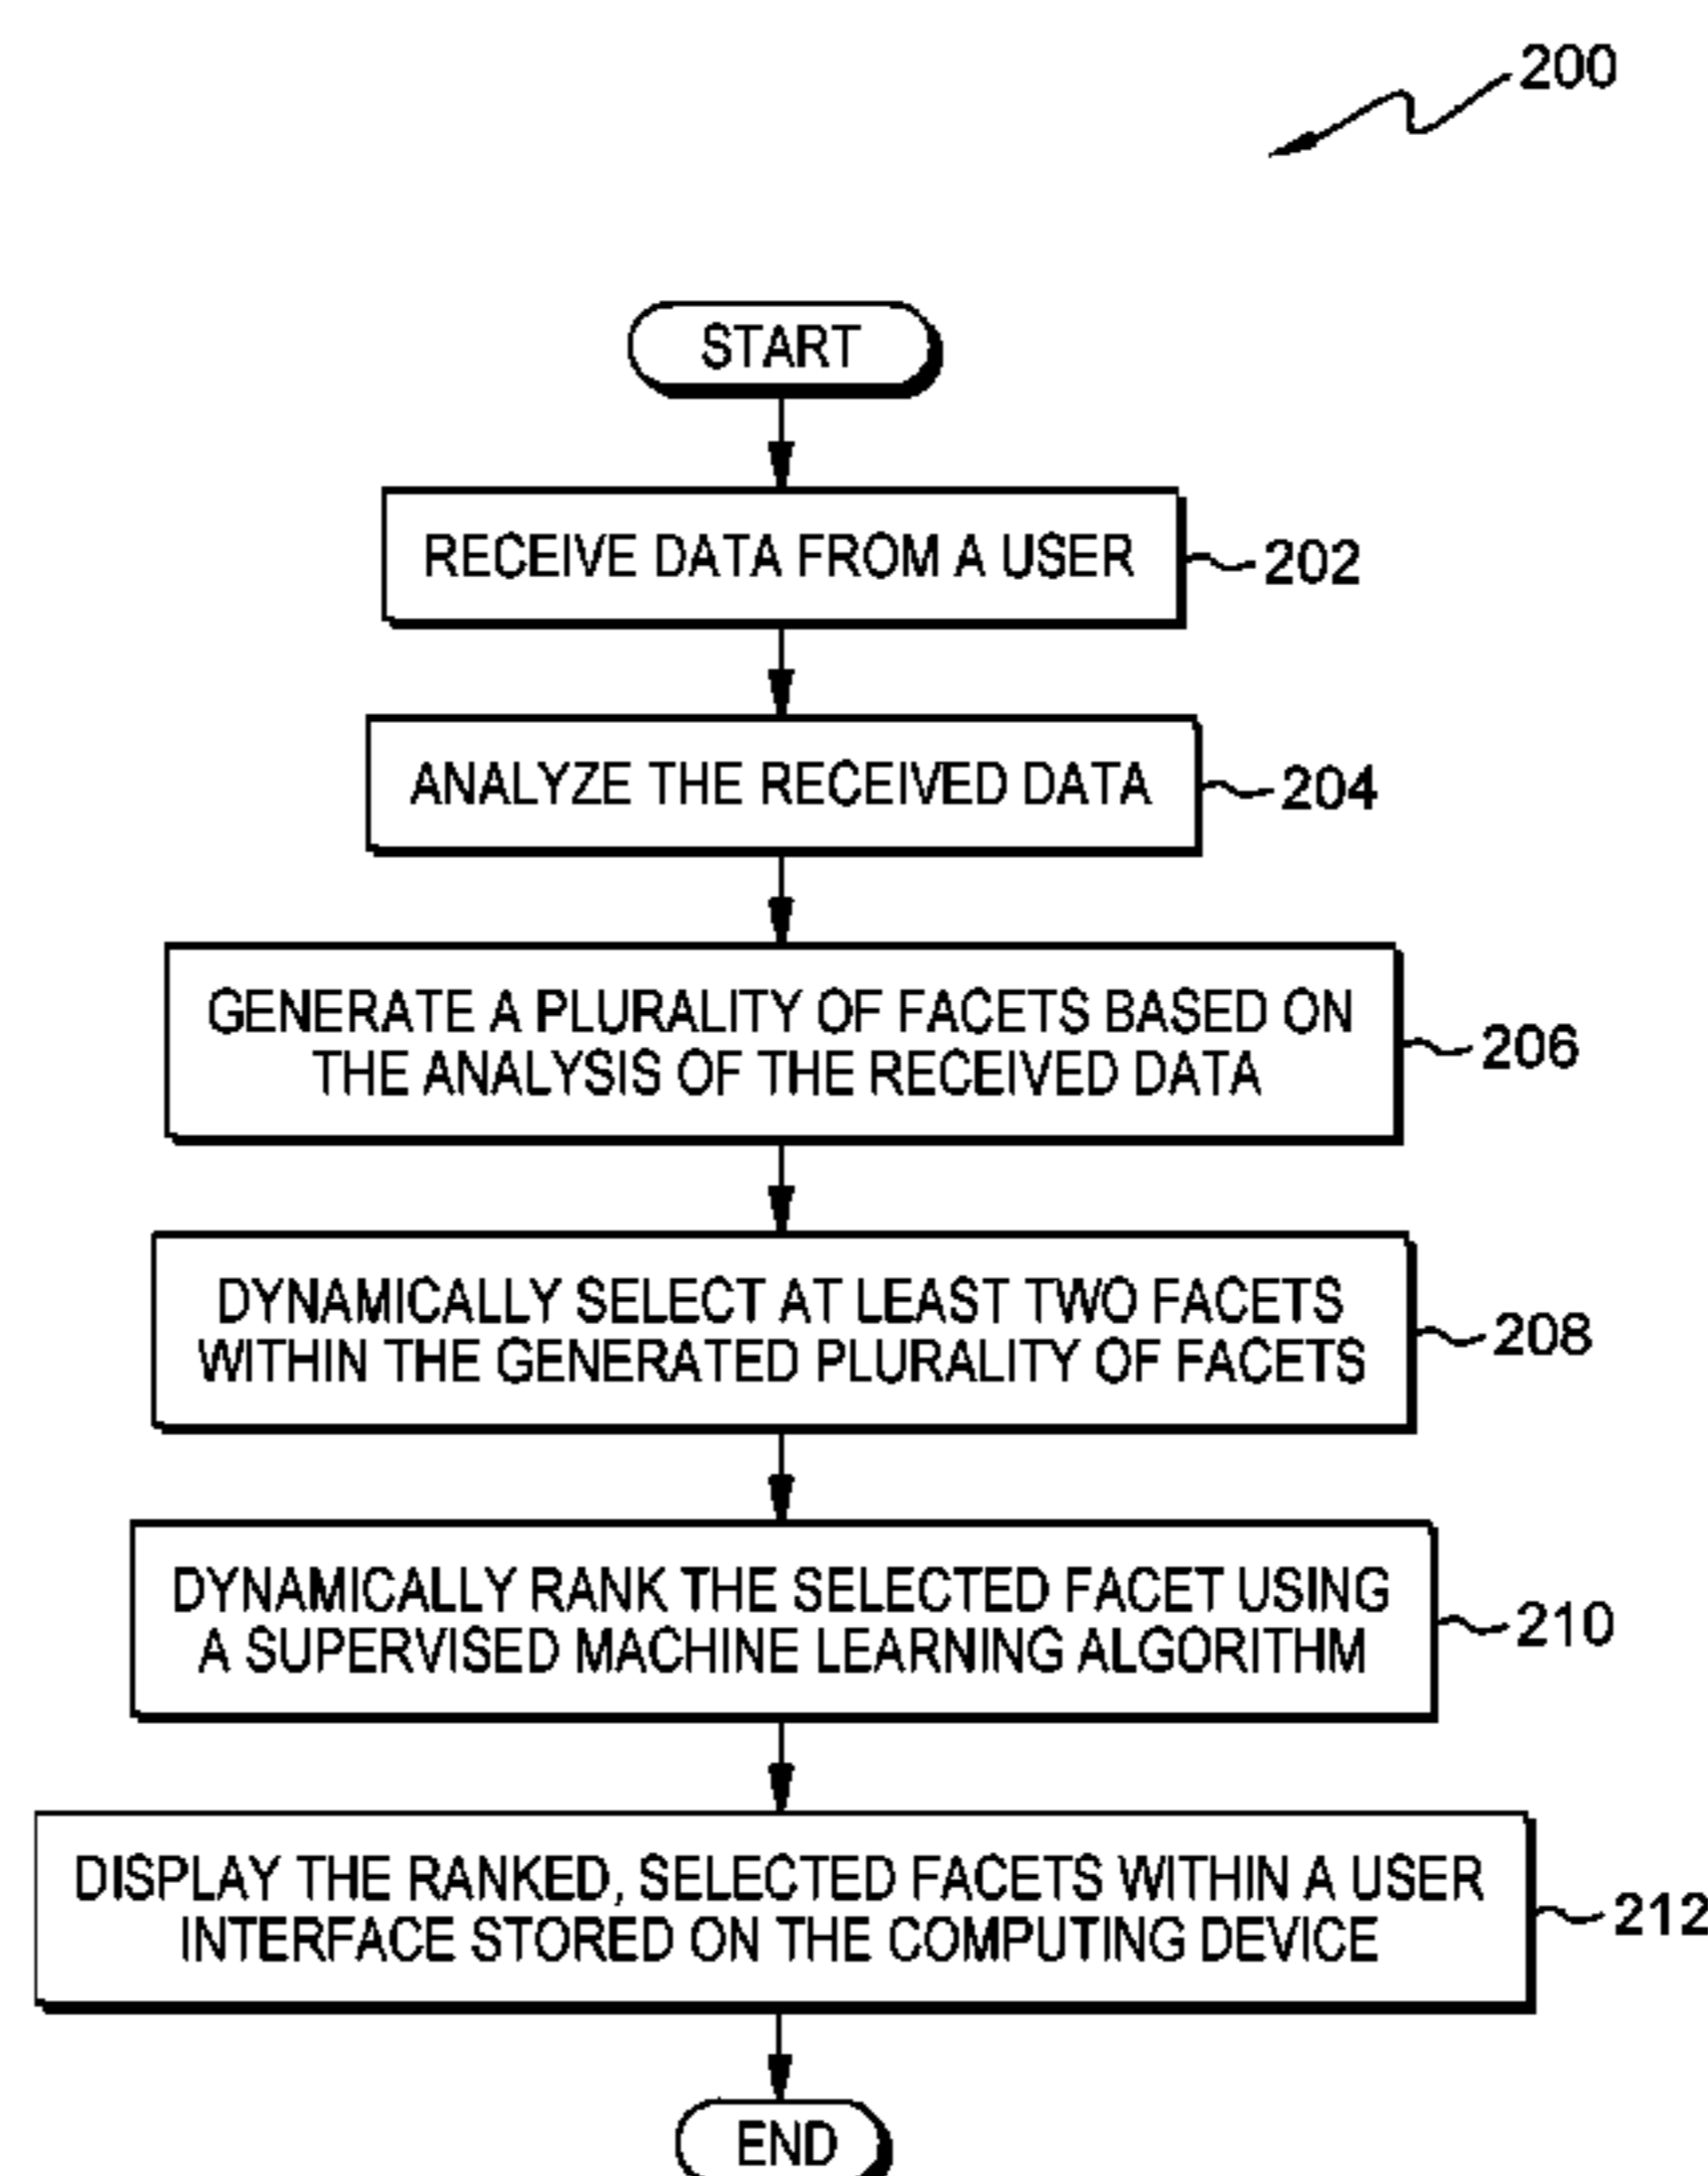 200
START
RECEIVE DATA FROM A USER
202
ANALYZE THE RECEIVED DATA
204
GENERATE A PLURALITY OF FACETS BASED ON
THE ANALYSIS OF THE RECEIVED DATA
206
DYNAMICALLY SELECT AT LEAST TWO FACETS
WITHIN THE GENERATED PLURALITY OF FACETS
208
DYNAMICALLY RANK THE SELECTED FACET USING
A SUPERVISED MACHINE LEARNING ALGORITHM
210
DISPLAY THE RANKED, SELECTED FACETS WITHIN A USER
INTERFACE STORED ON THE COMPUTING DEVICE
212
END